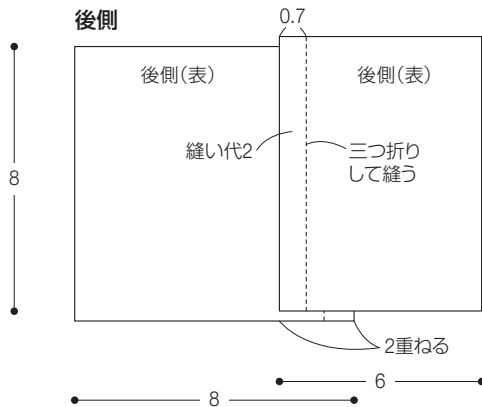 後側
0.7
後側(表)
後側(表)
縫い代2
三つ折り
して縫う
8
2重ねる
6
8